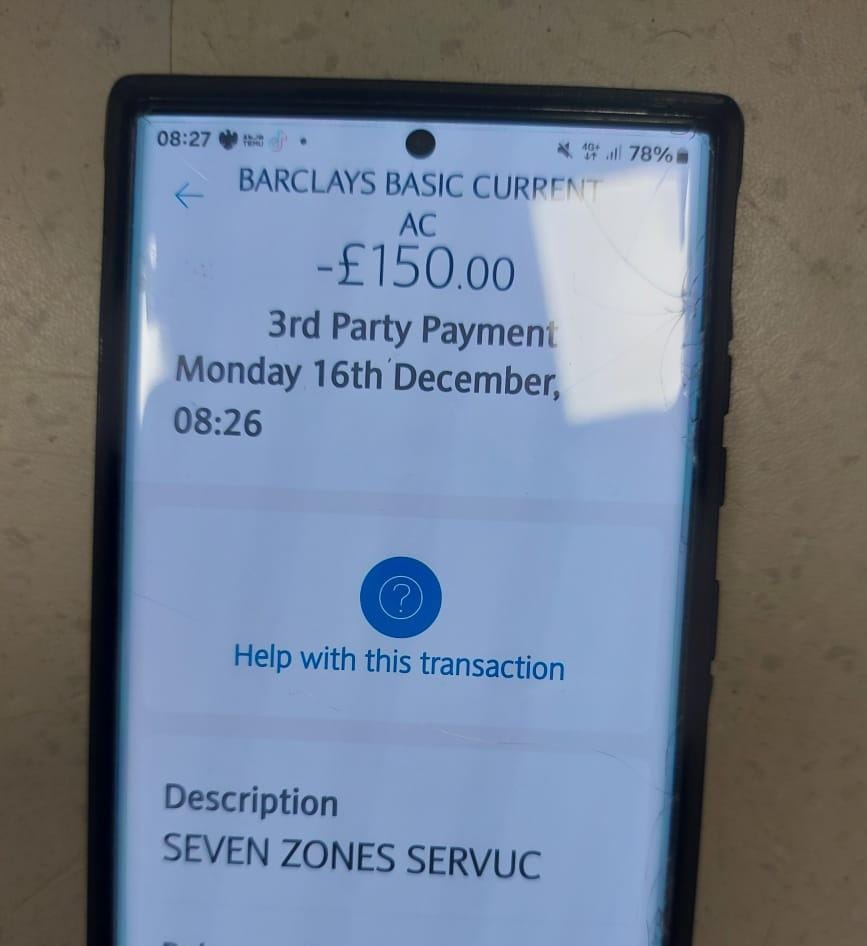 08:27 4G+ 78%
BARCLAYS BASIC CURRENT
AC
-£150.00
3rd Party Payment
Monday 16th December,
08:26
?
Help with this transaction
Description
SEVEN ZONES SERVUC